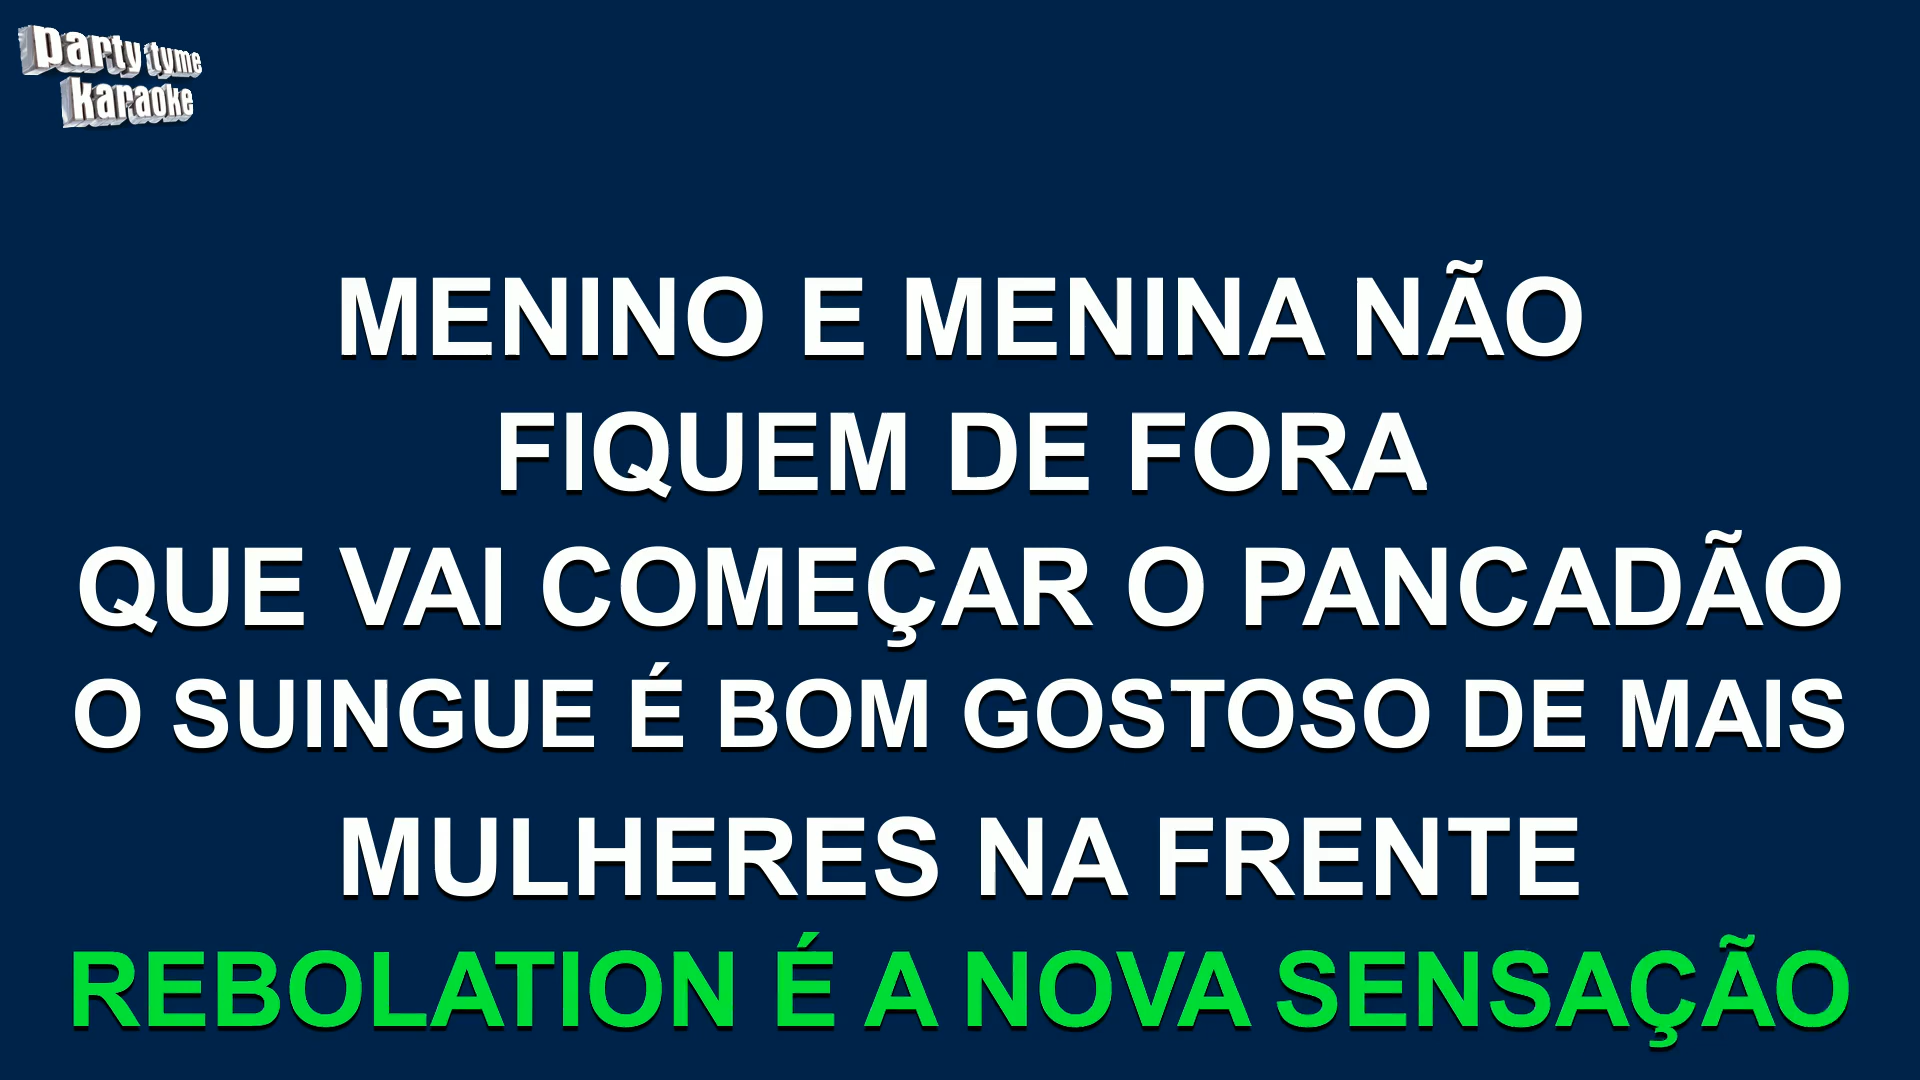 party tyme
karaoke
MENINO E MENINA NÃO
FIQUEM DE FORA
QUE VAI COMEÇAR O PANCADÃO
O SUINGUE É BOM GOSTOSO DE MAIS
MULHERES NA FRENTE
REBOLATION É A NOVA SENSAÇÃO